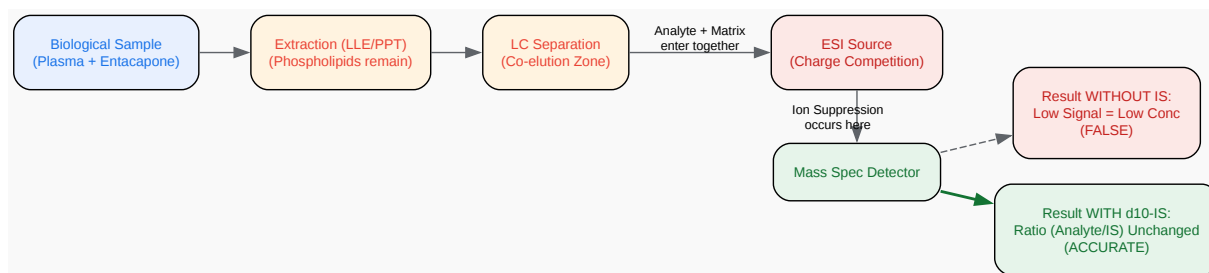 Biological Sample
(Plasma + Entacapone)
Extraction (LLE/PPT)
(Phospholipids remain)
LC Separation
(Co-elution Zone)
Analyte + Matrix
enter together
ESI Source
(Charge Competition)
Ion Suppression
occurs here
Mass Spec Detector
Result WITHOUT IS:
Low Signal = Low Conc
(FALSE)
Result WITH d10-IS:
Ratio (Analyte/IS) Unchanged
(ACCURATE)